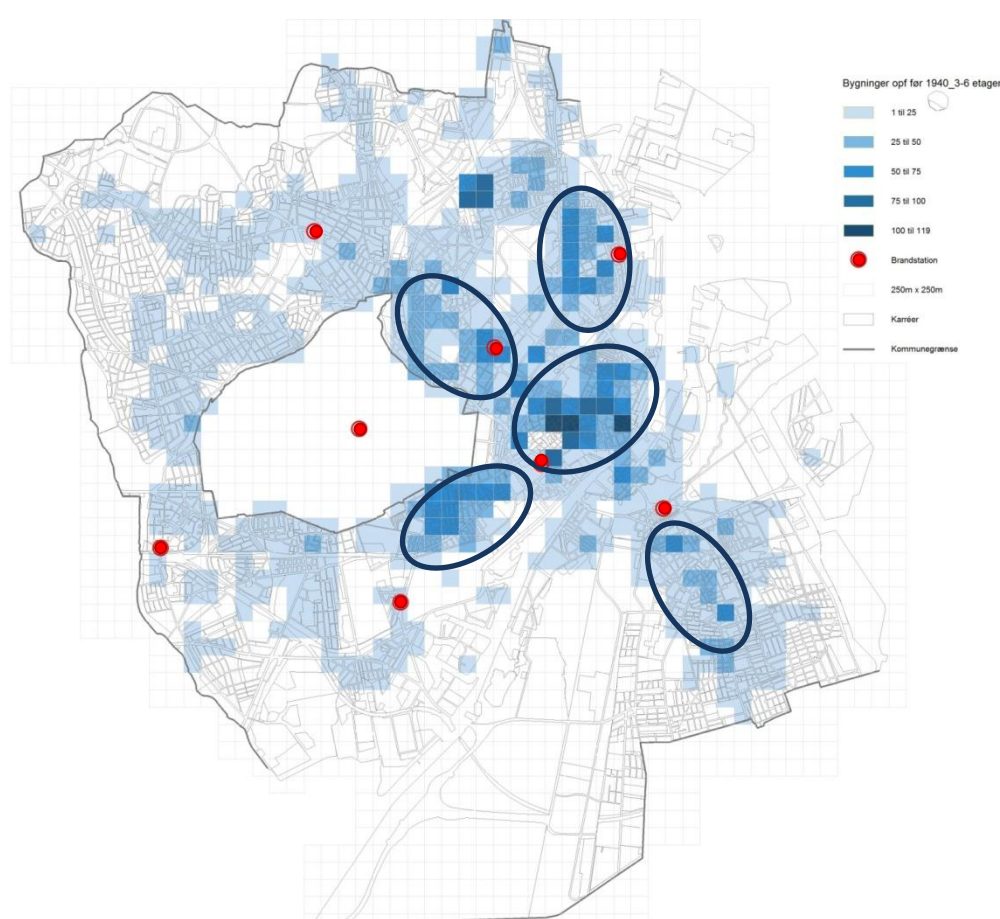 Bygninger opf før 1940_3-6 etager
1 til 25
25 til 50
50 til 75
75 til 100
100 til 119
Brandstation
250m x 250m
Karréer
Kommunegrænse